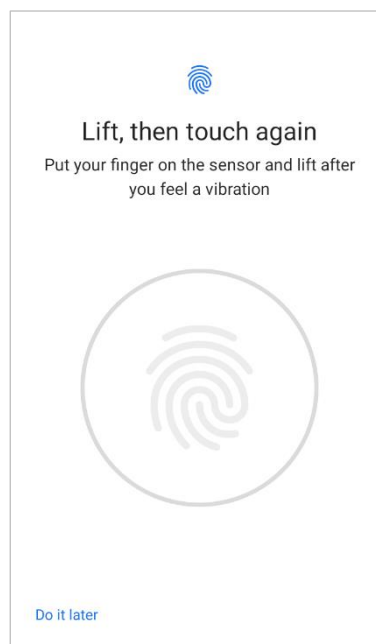 Lift, then touch again
Put your finger on the sensor and lift after
you feel a vibration
Do it later